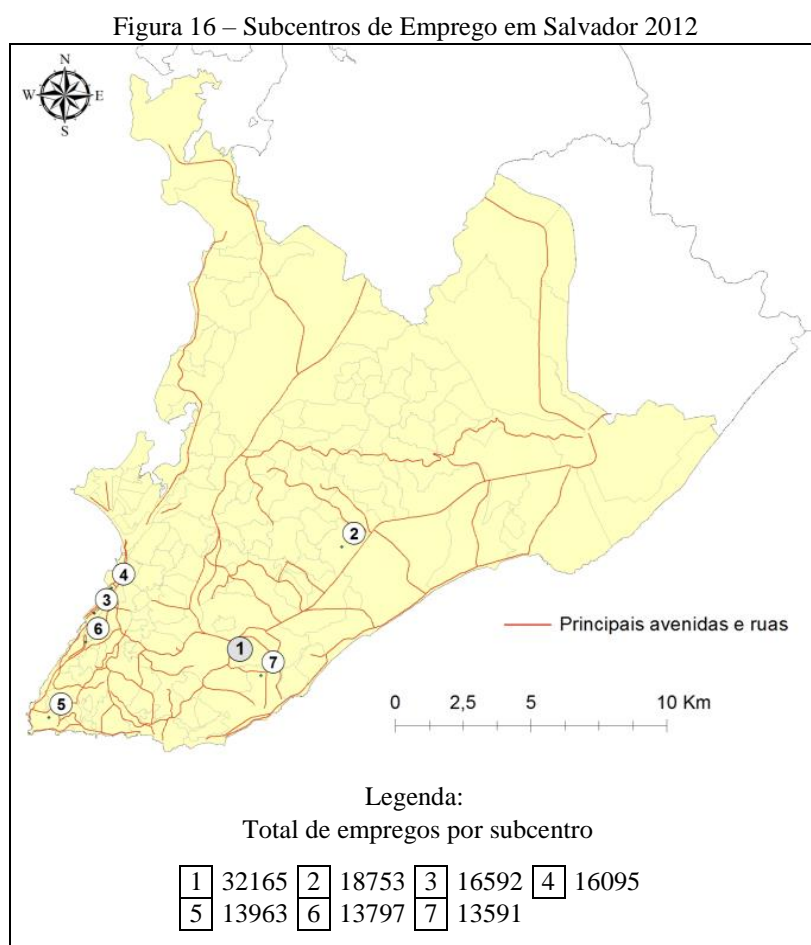 Figura 16 – Subcentros de Emprego em Salvador 2012
N
W E
S
2
4
3
6
1
7
5
Principais avenidas e ruas
0 2,5 5 10 Km
Legenda:
Total de empregos por subcentro
1 32165 2 18753 3 16592 4 16095
5 13963 6 13797 7 13591